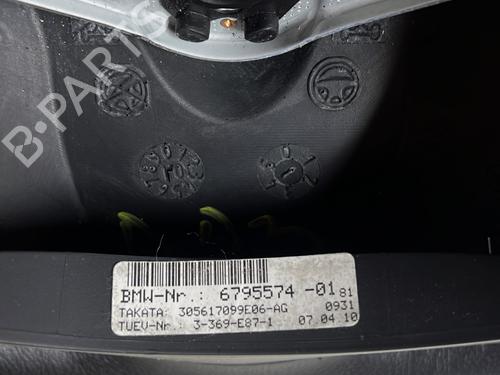 B-PARTS
BMW-Nr.: 6795574 -01 81
TAKATA: 305617099E06-AG 0931
TUEV-Nr.: 3-369-E87-1 07.04.10